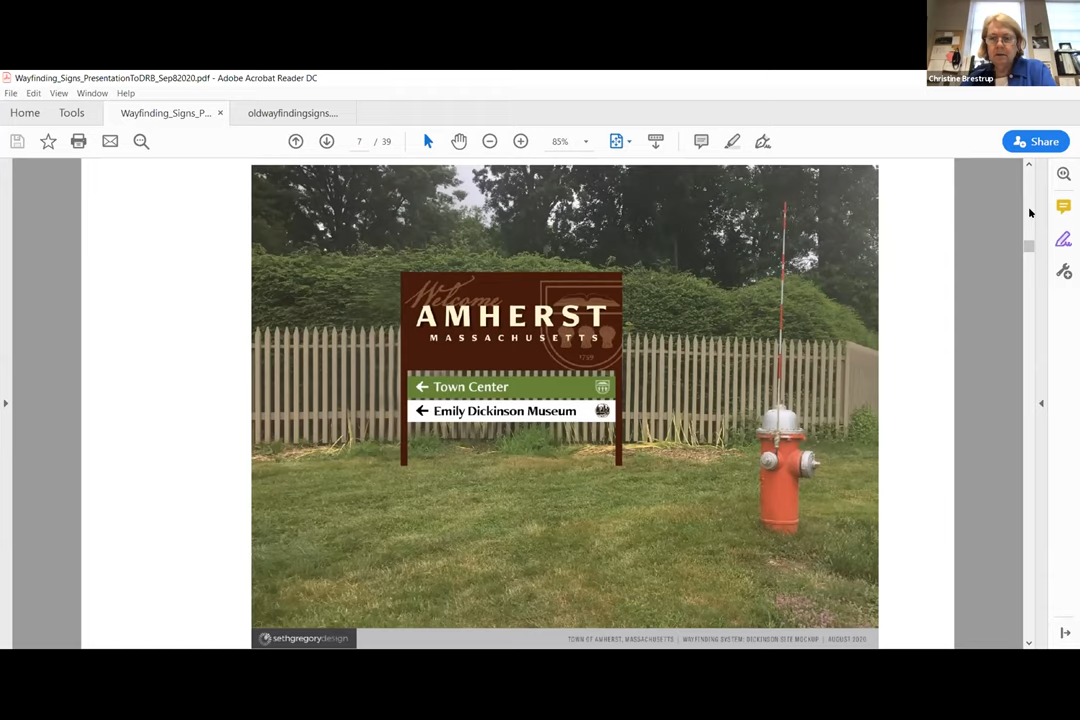 Christine Brestrup
Wayfinding_Signs_PresentationToDRB_Sep82020.pdf - Adobe Acrobat Reader DC
File Edit View Window Help
Home Tools Wayfinding_Signs_P... × oldwayfindingsigns....
7 / 39 85% Share
Welcome
AMHERST
MASSACHUSETTS
1759
← Town Center
← Emily Dickinson Museum
sethgregorydesign
TOWN OF AMHERST, MASSACHUSETTS | WAYFINDING SYSTEM: DICKINSON SITE MOCKUP | AUGUST 2020